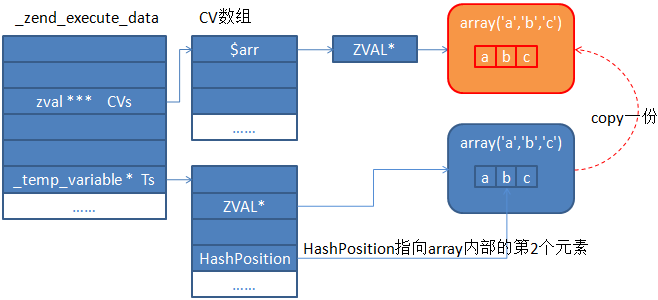 _zend_execute_data
CV数组
$arr
ZVAL*
array('a','b','c')
a b c
zval *** CVs
……
copy一份
array('a','b','c')
a b c
_temp_variable * Ts
……
ZVAL*
HashPosition
HashPosition指向array内部的第2个元素
……